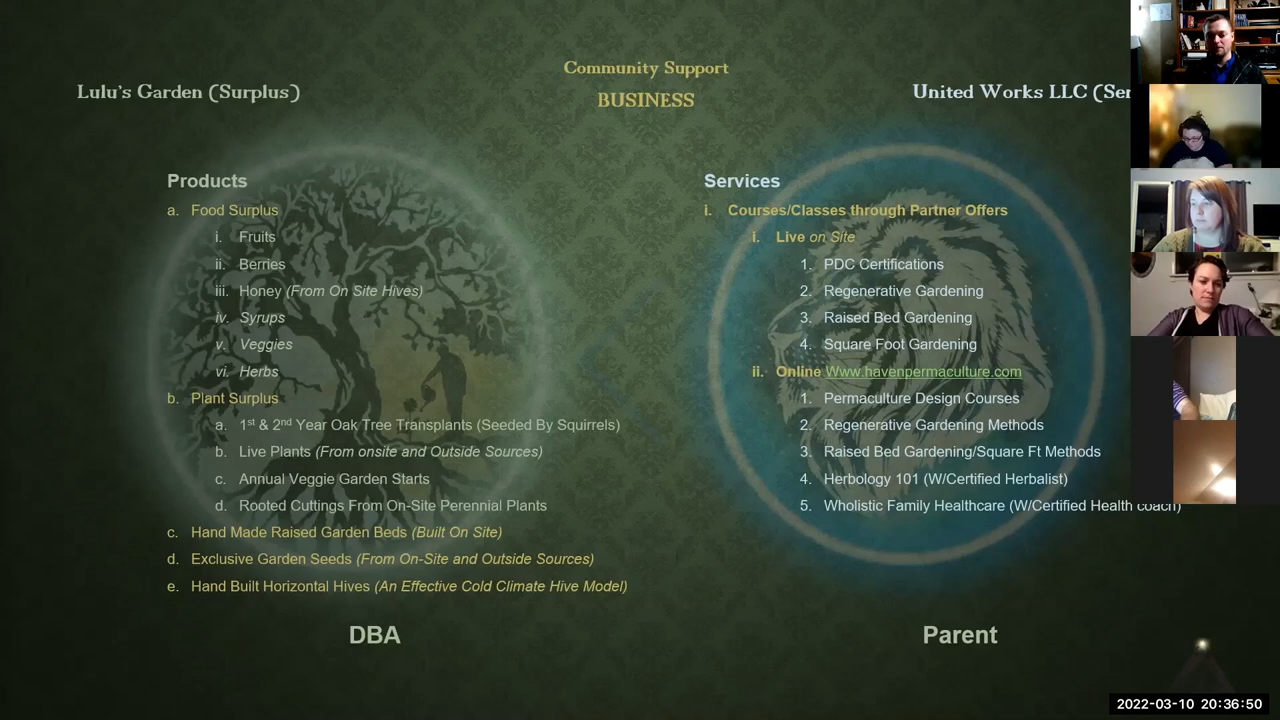 Community Support
BUSINESS
Lulu's Garden (Surplus)
Products
a. Food Surplus
i. Fruits
ii. Berries
iii. Honey (From On Site Hives)
iv. Syrups
v. Veggies
vi. Herbs
b. Plant Surplus
a. 1st & 2nd Year Oak Tree Transplants (Seeded By Squirrels)
b. Live Plants (From onsite and Outside Sources)
c. Annual Veggie Garden Starts
d. Rooted Cuttings From On-Site Perennial Plants
c. Hand Made Raised Garden Beds (Built On Site)
d. Exclusive Garden Seeds (From On-Site and Outside Sources)
e. Hand Built Horizontal Hives (An Effective Cold Climate Hive Model)
DBA
United Works LLC
Services
i. Courses/Classes through Partner Offers
i. Live on Site
1. PDC Certifications
2. Regenerative Gardening
3. Raised Bed Gardening
4. Square Foot Gardening
ii. Online Www.havenpermaculture.com
1. Permaculture Design Courses
2. Regenerative Gardening Methods
3. Raised Bed Gardening/Square Ft Methods
4. Herbology 101 (W/Certified Herbalist)
5. Wholistic Family Healthcare (W/Certified Health coach)
Parent
2022-03-10 20:36:50